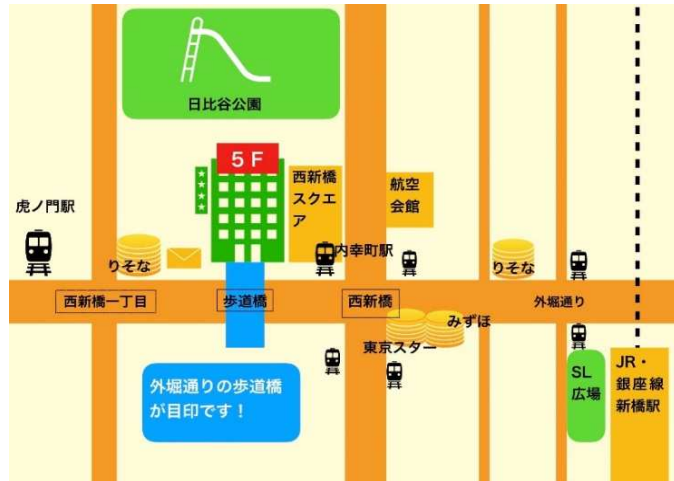 日比谷公園
５Ｆ
西新橋
スクエ
ア
航空
会館
虎ノ門駅
りそな
内幸町駅
りそな
西新橋一丁目
歩道橋
西新橋
外堀通り
みずほ
東京スター
外堀通りの歩道橋
が目印です！
SL
広場
JR・
銀座線
新橋駅